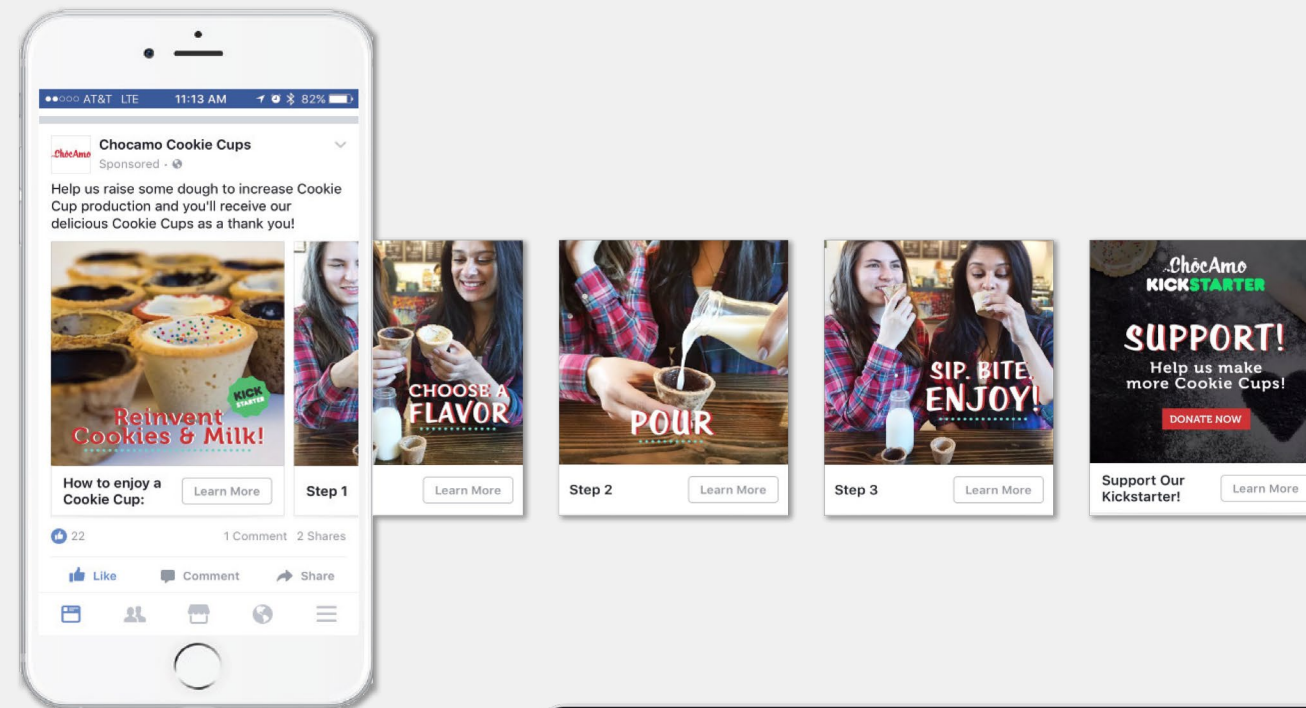 AT&T LTE 11:13 AM 82%
ChocAmo
Chocamo Cookie Cups
Sponsored ·
Help us raise some dough to increase Cookie
Cup production and you'll receive our
delicious Cookie Cups as a thank you!
KICK
STARTER
Reinvent
Cookies & Milk!
How to enjoy a
Cookie Cup:
Learn More
CHOOSE A
FLAVOR
Step 1
Learn More
POUR
Step 2
Learn More
SIP. BITE.
ENJOY!
Step 3
Learn More
ChocAmo
KICKSTARTER
SUPPORT!
Help us make
more Cookie Cups!
DONATE NOW
Support Our
Kickstarter!
Learn More
22
1 Comment 2 Shares
Like Comment Share